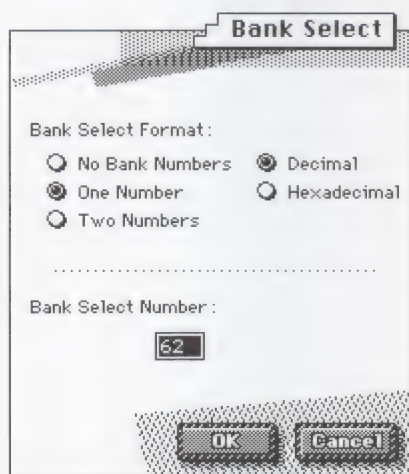 Bank Select
Bank Select Format:
No Bank Numbers
Decimal
One Number
Hexadecimal
Two Numbers
Bank Select Number:
62
OK
Cancel